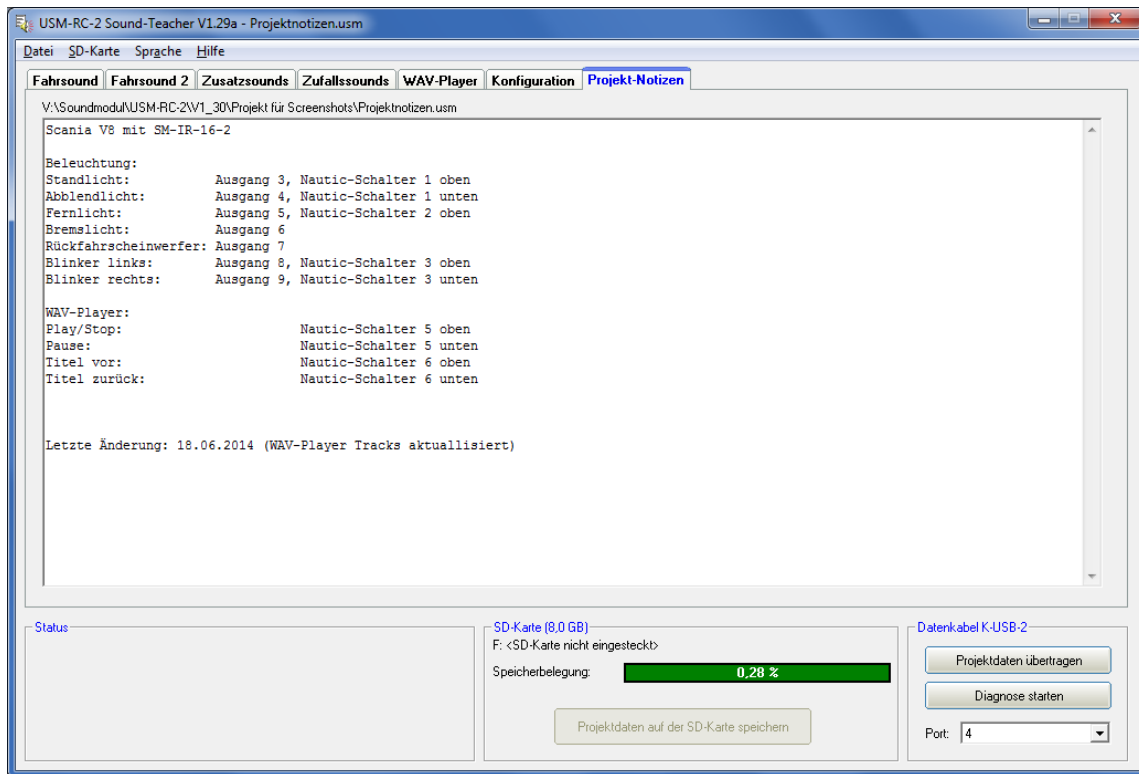 USM-RC-2 Sound-Teacher V1.29a - Projektnotizen.usm
Datei SD-Karte Sprache Hilfe
Fahrsound Fahrsound 2 Zusatzsounds Zufallssounds WAV-Player Konfiguration Projekt-Notizen
V:\Soundmodul\USM-RC-2\V1_30\Projekt für Screenshots\Projektnotizen.usm
Scania V8 mit SM-IR-16-2
Beleuchtung:
Standlicht: Ausgang 3, Nautic-Schalter 1 oben
Abblendlicht: Ausgang 4, Nautic-Schalter 1 unten
Fernlicht: Ausgang 5, Nautic-Schalter 2 oben
Bremslicht: Ausgang 6
Rückfahrscheinwerfer: Ausgang 7
Blinker links: Ausgang 8, Nautic-Schalter 3 oben
Blinker rechts: Ausgang 9, Nautic-Schalter 3 unten
WAV-Player:
Play/Stop: Nautic-Schalter 5 oben
Pause: Nautic-Schalter 5 unten
Titel vor: Nautic-Schalter 6 oben
Titel zurück: Nautic-Schalter 6 unten
Letzte Änderung: 18.06.2014 (WAV-Player Tracks aktuallisiert)
Status
SD-Karte (8,0 GB)
F: <SD-Karte nicht eingesteckt>
Speicherbelegung: 0,28 %
Projektdaten auf der SD-Karte speichern
Datenkabel K-USB-2
Projektdaten übertragen
Diagnose starten
Port: 4